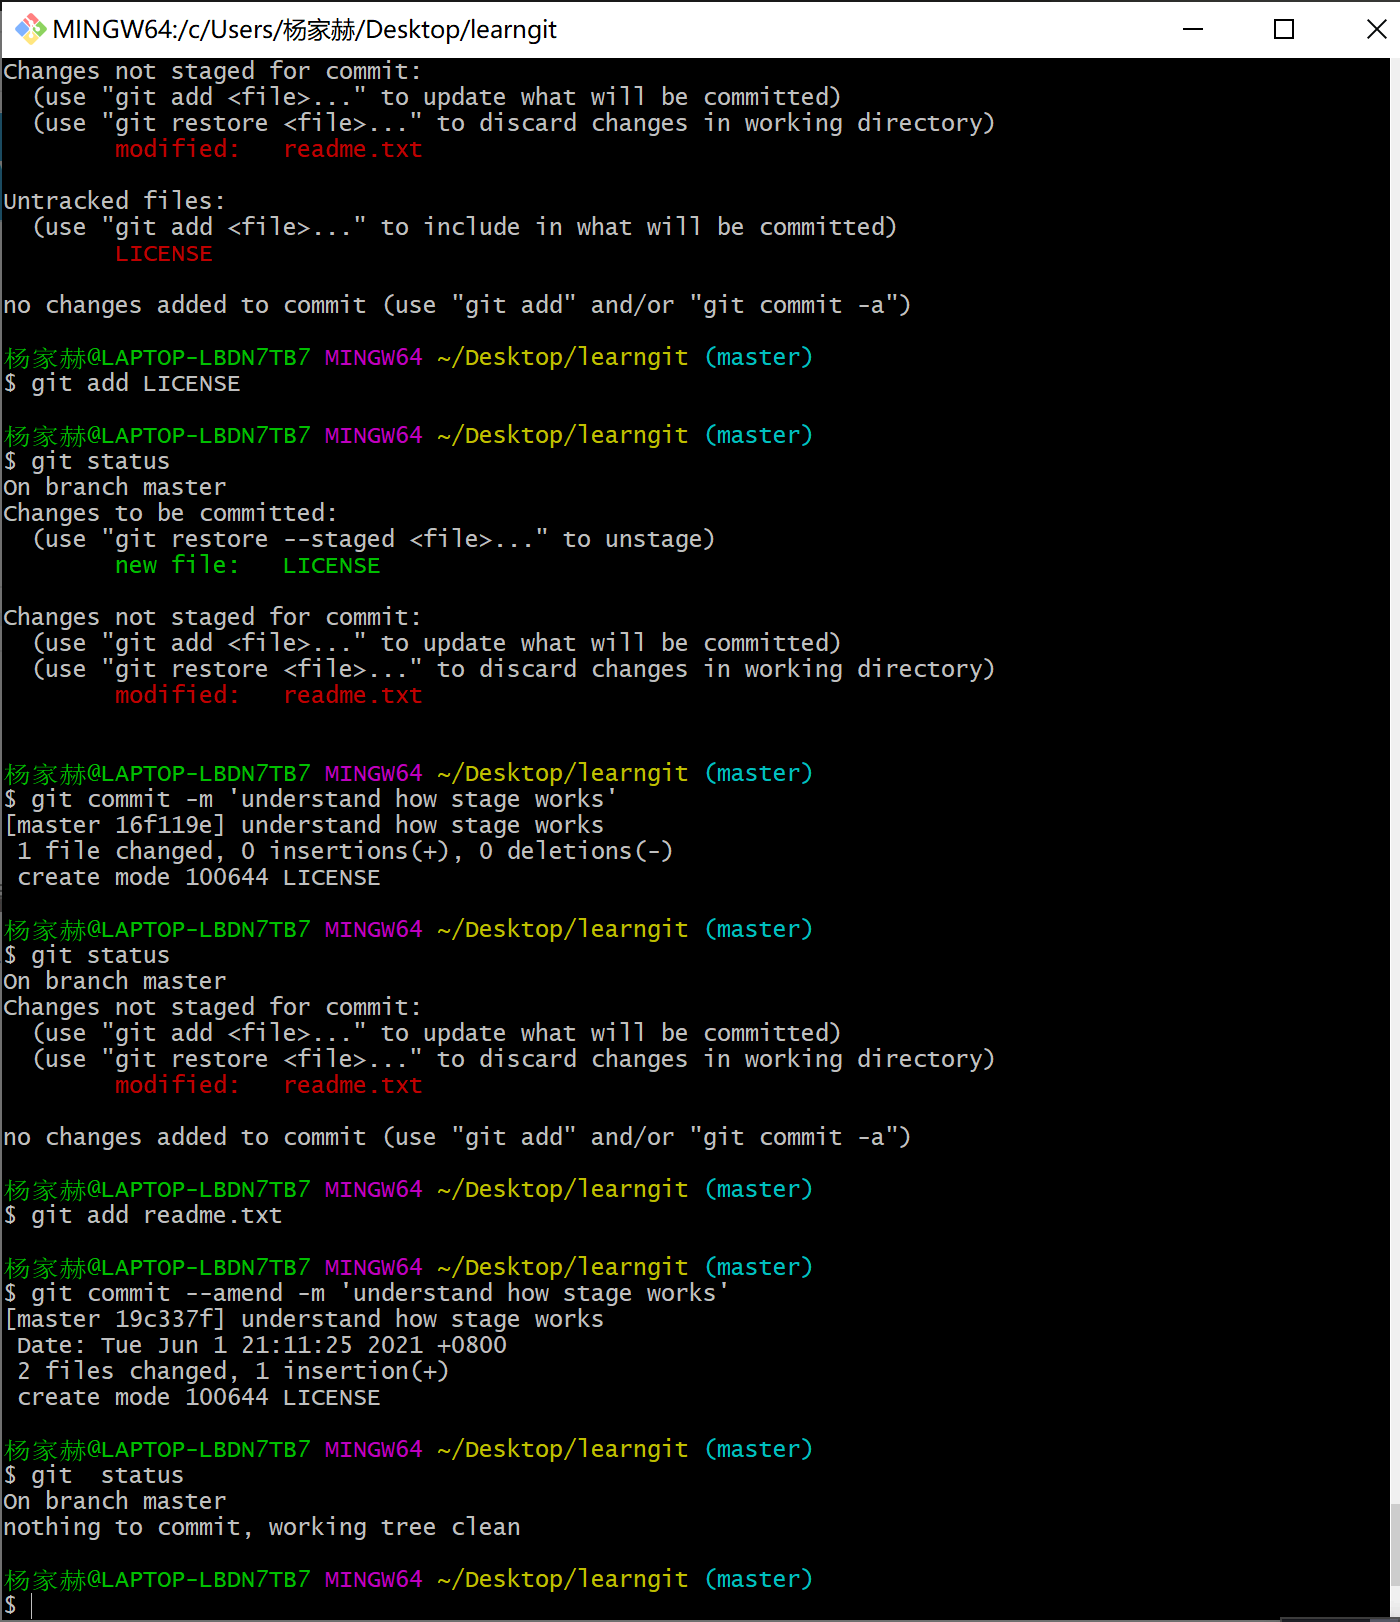 MINGW64:/c/Users/杨家赫/Desktop/learngit
Changes not staged for commit:
  (use "git add <file>..." to update what will be committed)
  (use "git restore <file>..." to discard changes in working directory)
        modified:   readme.txt

Untracked files:
  (use "git add <file>..." to include in what will be committed)
        LICENSE

no changes added to commit (use "git add" and/or "git commit -a")

杨家赫@LAPTOP-LBDN7TB7 MINGW64 ~/Desktop/learngit (master)
$ git add LICENSE

杨家赫@LAPTOP-LBDN7TB7 MINGW64 ~/Desktop/learngit (master)
$ git status
On branch master
Changes to be committed:
  (use "git restore --staged <file>..." to unstage)
        new file:   LICENSE

Changes not staged for commit:
  (use "git add <file>..." to update what will be committed)
  (use "git restore <file>..." to discard changes in working directory)
        modified:   readme.txt


杨家赫@LAPTOP-LBDN7TB7 MINGW64 ~/Desktop/learngit (master)
$ git commit -m 'understand how stage works'
[master 16f119e] understand how stage works
 1 file changed, 0 insertions(+), 0 deletions(-)
 create mode 100644 LICENSE

杨家赫@LAPTOP-LBDN7TB7 MINGW64 ~/Desktop/learngit (master)
$ git status
On branch master
Changes not staged for commit:
  (use "git add <file>..." to update what will be committed)
  (use "git restore <file>..." to discard changes in working directory)
        modified:   readme.txt

no changes added to commit (use "git add" and/or "git commit -a")

杨家赫@LAPTOP-LBDN7TB7 MINGW64 ~/Desktop/learngit (master)
$ git add readme.txt

杨家赫@LAPTOP-LBDN7TB7 MINGW64 ~/Desktop/learngit (master)
$ git commit --amend -m 'understand how stage works'
[master 19c337f] understand how stage works
 Date: Tue Jun 1 21:11:25 2021 +0800
 2 files changed, 1 insertion(+)
 create mode 100644 LICENSE

杨家赫@LAPTOP-LBDN7TB7 MINGW64 ~/Desktop/learngit (master)
$ git  status
On branch master
nothing to commit, working tree clean

杨家赫@LAPTOP-LBDN7TB7 MINGW64 ~/Desktop/learngit (master)
$